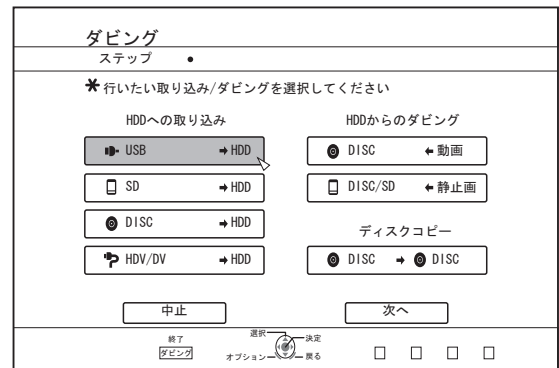 ダビング
ステップ ●
行いたい取り込み/ダビングを選択してください
HDDへの取り込み
USB ➡ HDD
SD ➡ HDD
DISC ➡ HDD
HDV/DV ➡ HDD
HDDからのダビング
DISC ⬅ 動画
DISC/SD ⬅ 静止画
ディスクコピー
DISC ➡ DISC
中止
次へ
終了
ダビング
選択
決定
オプション
戻る